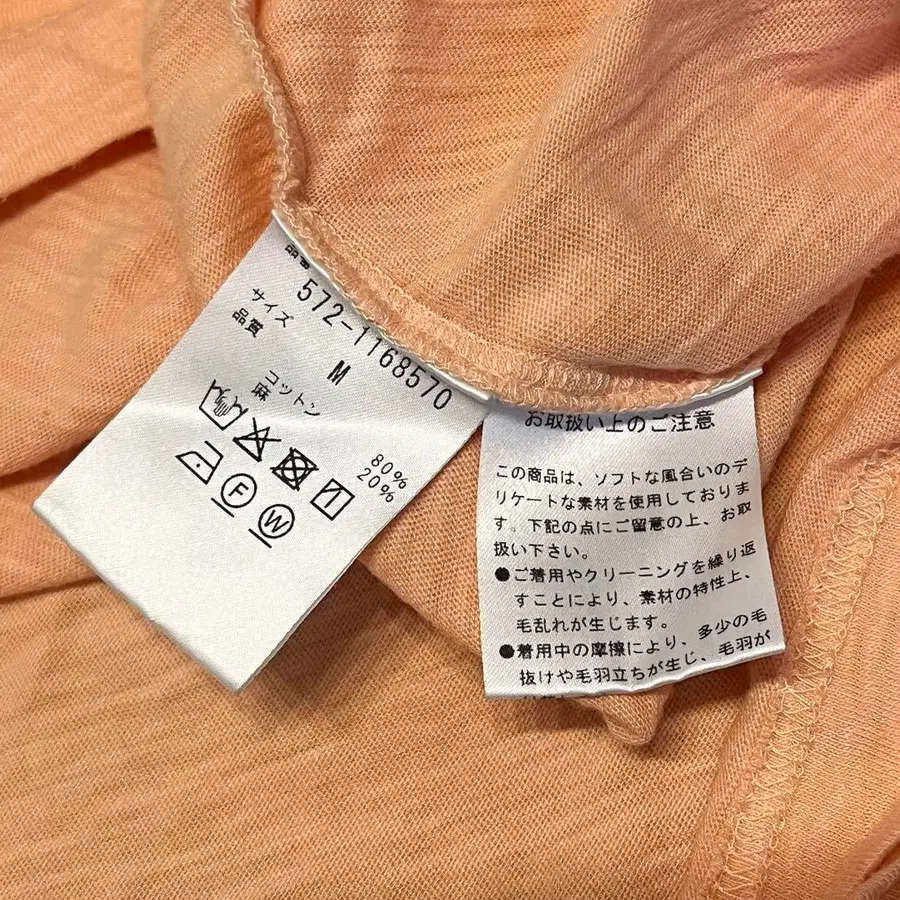 品番 572-1168570
サイズ M
品質 コットン 80%
麻 20%
F W
お取扱い上のご注意
この商品は、ソフトな風合いのデ
リケートな素材を使用しておりま
す。下記の点にご留意の上、お取
扱い下さい。
●ご着用やクリーニングを繰り返
すことにより、素材の特性上、
毛乱れが生じます。
●着用中の摩擦により、多少の毛
抜けや毛羽立ちが生じ、毛羽が